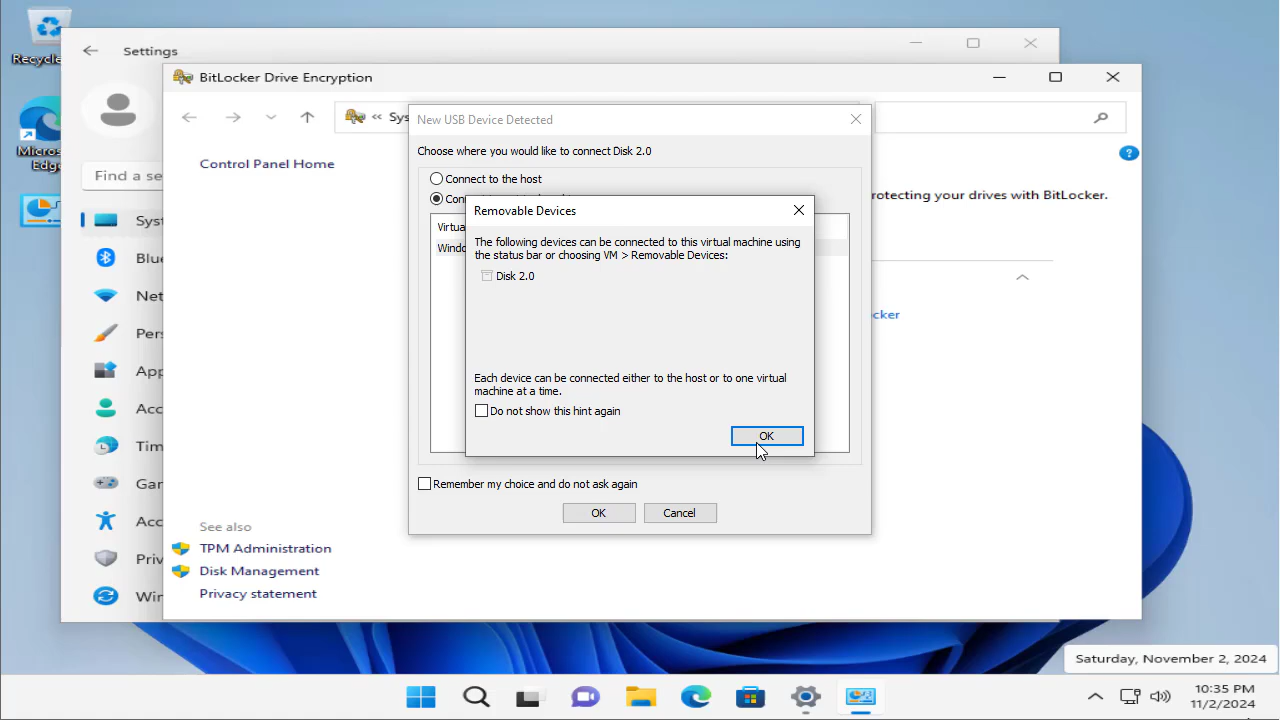 Recycle
Settings
BitLocker Drive Encryption
New USB Device Detected
« Sys
Micros
Edge
Choose where you would like to connect Disk 2.0
Control Panel Home
Connect to the host
Find a se
rotecting your drives with BitLocker.
Con
Removable Devices
Syst
Virtua
The following devices can be connected to this virtual machine using
the status bar or choosing VM > Removable Devices:
Windo
Blue
Disk 2.0
Net
cker
Pers
App
Each device can be connected either to the host or to one virtual
machine at a time.
Acc
Do not show this hint again
OK
Tim
Gar
Remember my choice and do not ask again
OK
Cancel
Acc
See also
TPM Administration
Priv
Disk Management
Privacy statement
Win
Saturday, November 2, 2024
10:35 PM
11/2/2024